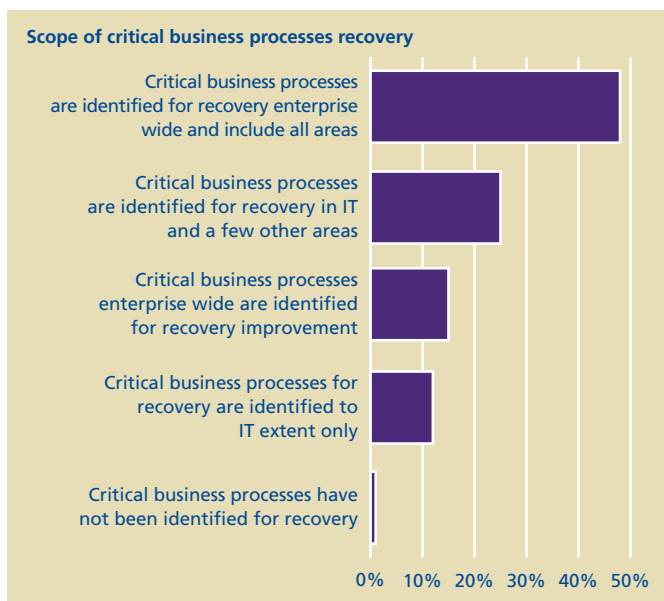 Scope of critical business processes recovery
Critical business processes
are identified for recovery enterprise
wide and include all areas
Critical business processes
are identified for recovery in IT
and a few other areas
Critical business processes
enterprise wide are identified
for recovery improvement
Critical business processes for
recovery are identified to
IT extent only
Critical business processes have
not been identified for recovery
0% 10% 20% 30% 40% 50%